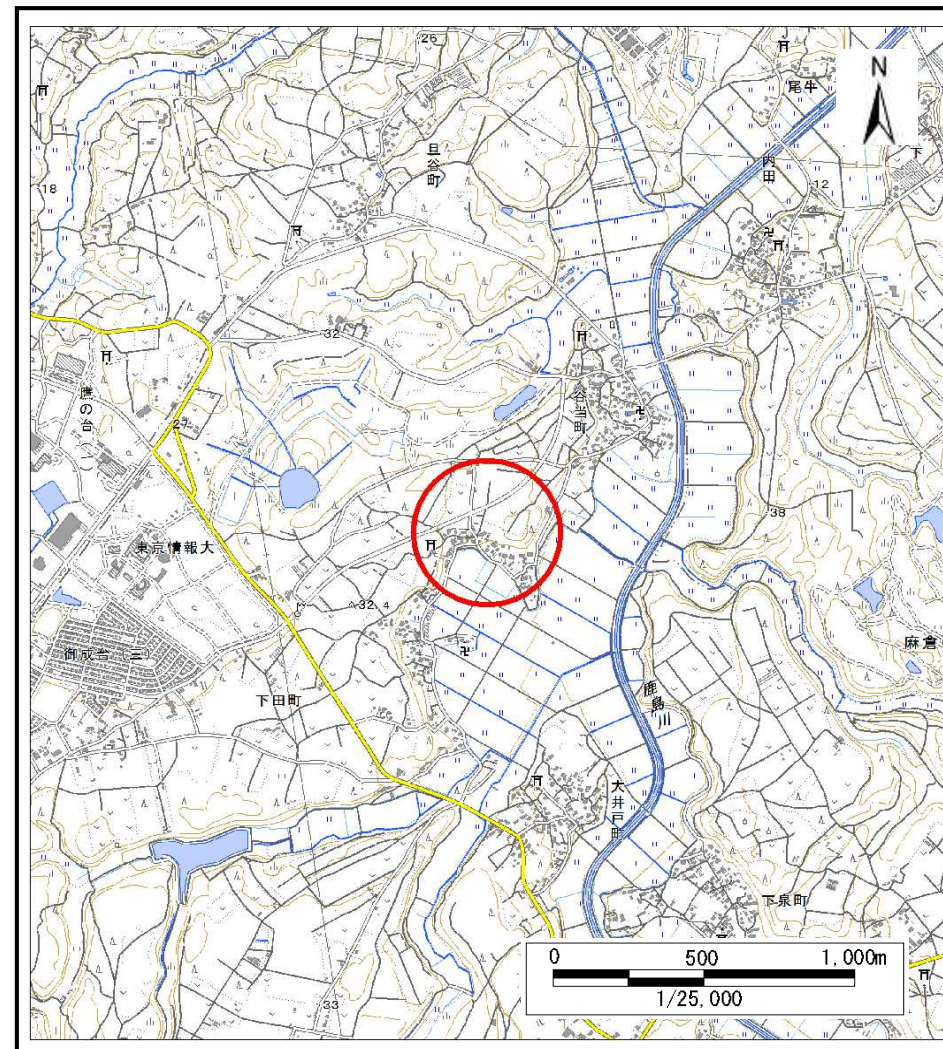 26
N
尾牛
下
旦谷町
内田
12
18
32
谷当町
鷹の台
27
38
東京情報大
32.4
麻倉
御成台 三
下田町
鹿島川
大井戸町
下泉町
0 500 1,000m
1/25,000
33